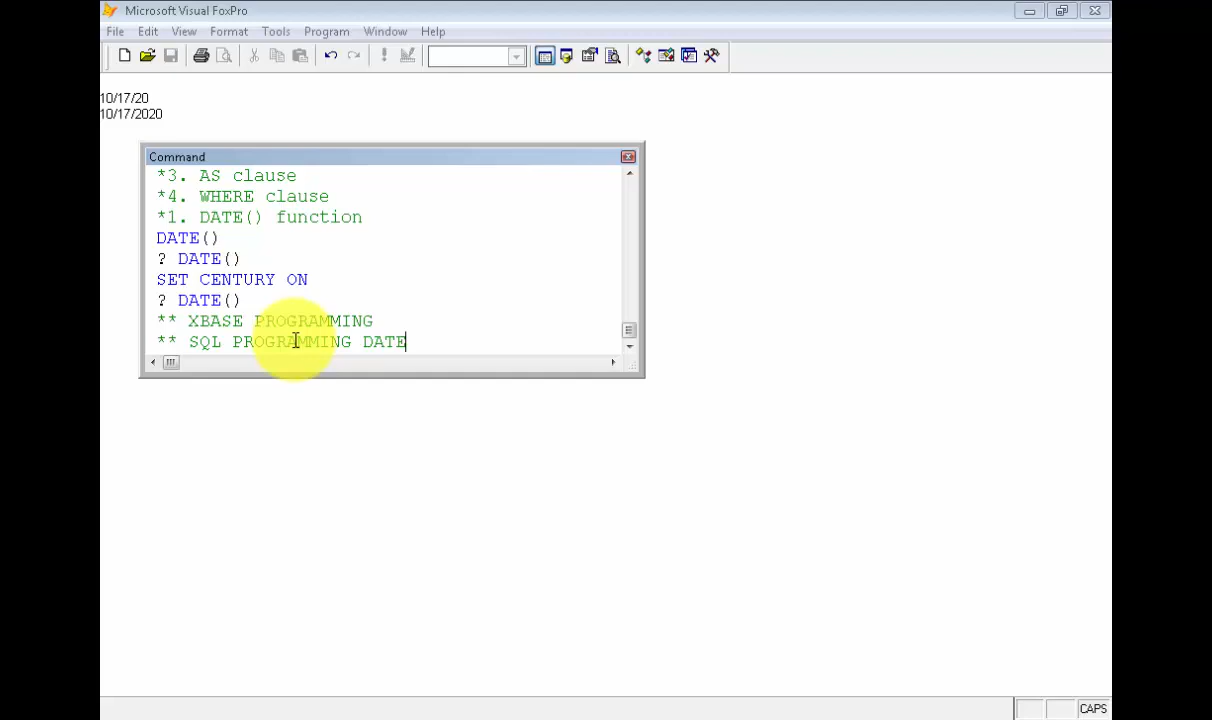 Microsoft Visual FoxPro
File Edit View Format Tools Program Window Help
10/17/20
10/17/2020
Command
*3. AS clause
*4. WHERE clause
*1. DATE() function
DATE()
? DATE()
SET CENTURY ON
? DATE()
** XBASE PROGRAMMING
** SQL PROGRAMMING DATE
CAPS